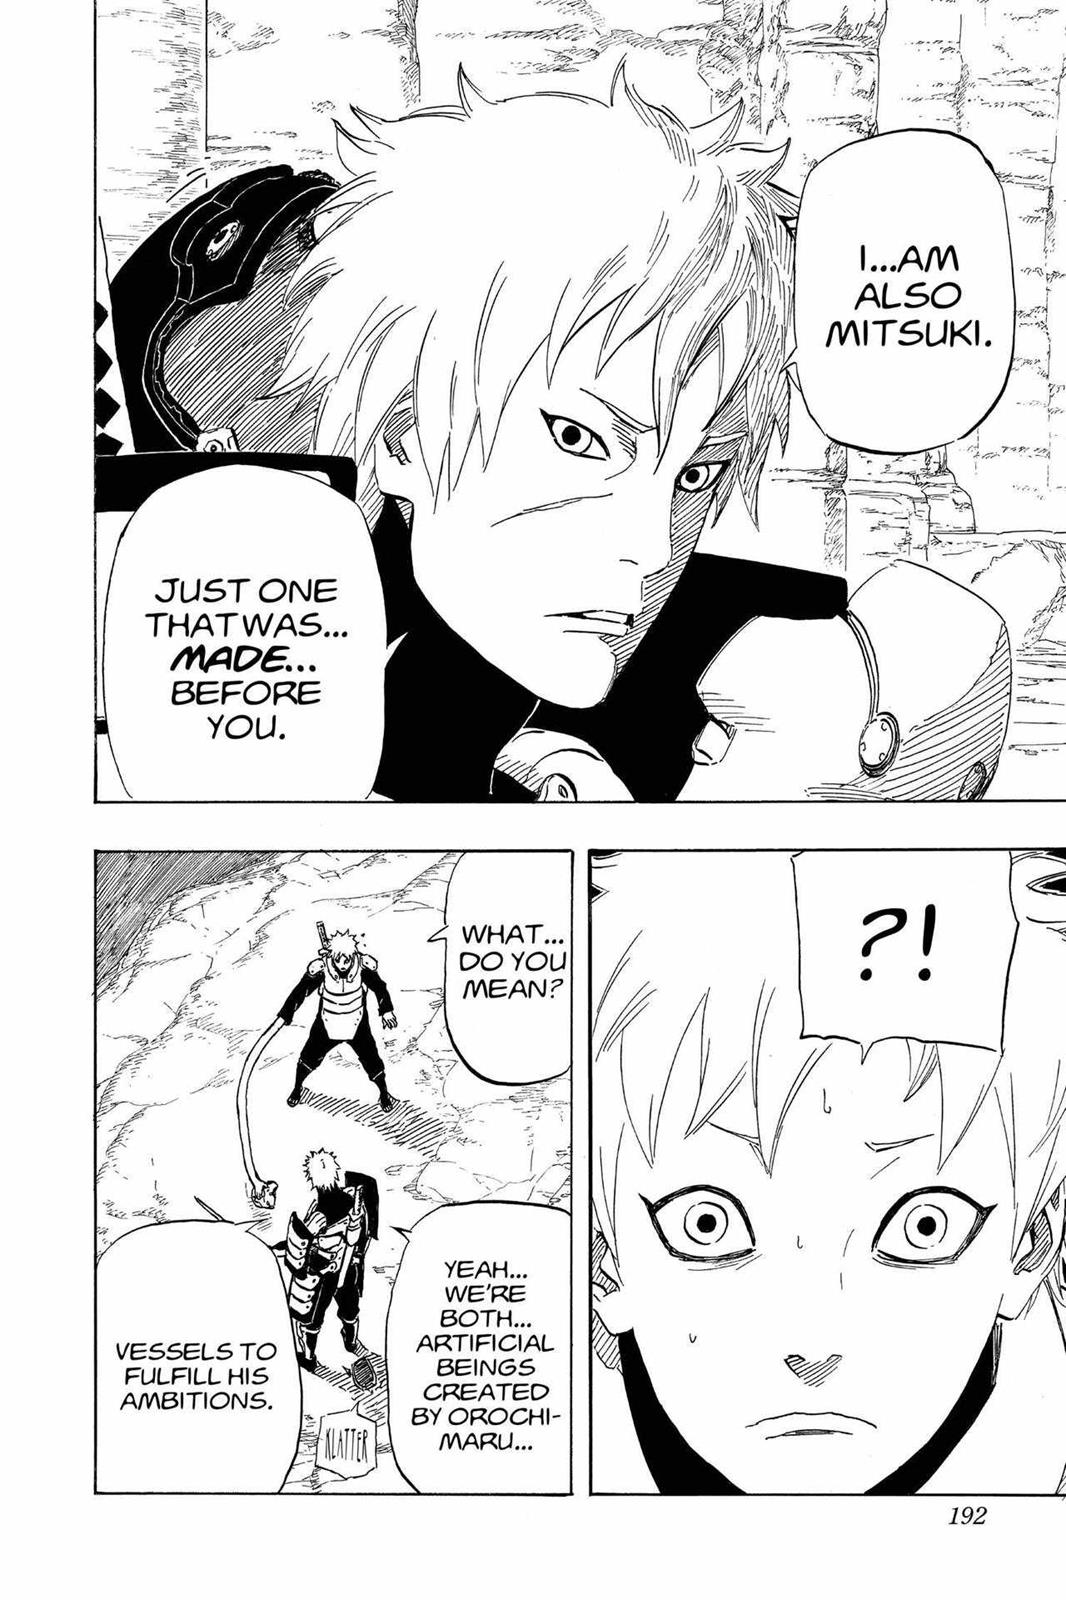 I...AM
ALSO
MITSUKI.
JUST ONE
THAT WAS...
MADE...
BEFORE
YOU.
?!
WHAT...
DO YOU
MEAN?
YEAH...
WE'RE
BOTH...
ARTIFICIAL
BEINGS
CREATED
BY OROCHI-
MARU...
VESSELS TO
FULFILL HIS
AMBITIONS.
KLATTER
192